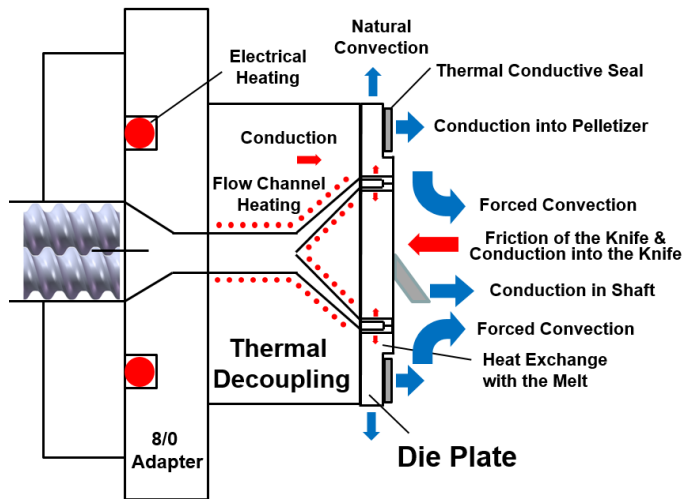 Natural
Convection
Electrical
Heating
Thermal Conductive Seal
Conduction
Conduction into Pelletizer
Flow Channel
Heating
Forced Convection
Friction of the Knife &
Conduction into the Knife
Conduction in Shaft
Forced Convection
Thermal
Decoupling
Heat Exchange
with the Melt
8/0
Adapter
Die Plate